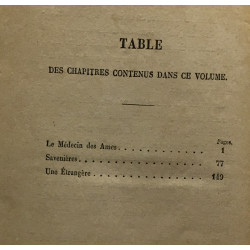 TABLE
DES CHAPITRES CONTENUS DANS CE VOLUME.
Pages.
Le Médecin des Ames. . . . . . . . . . . . 1
Savenières. . . . . . . . . . . . . . . . 77
Une Étrangère. . . . . . . . . . . . . . 149